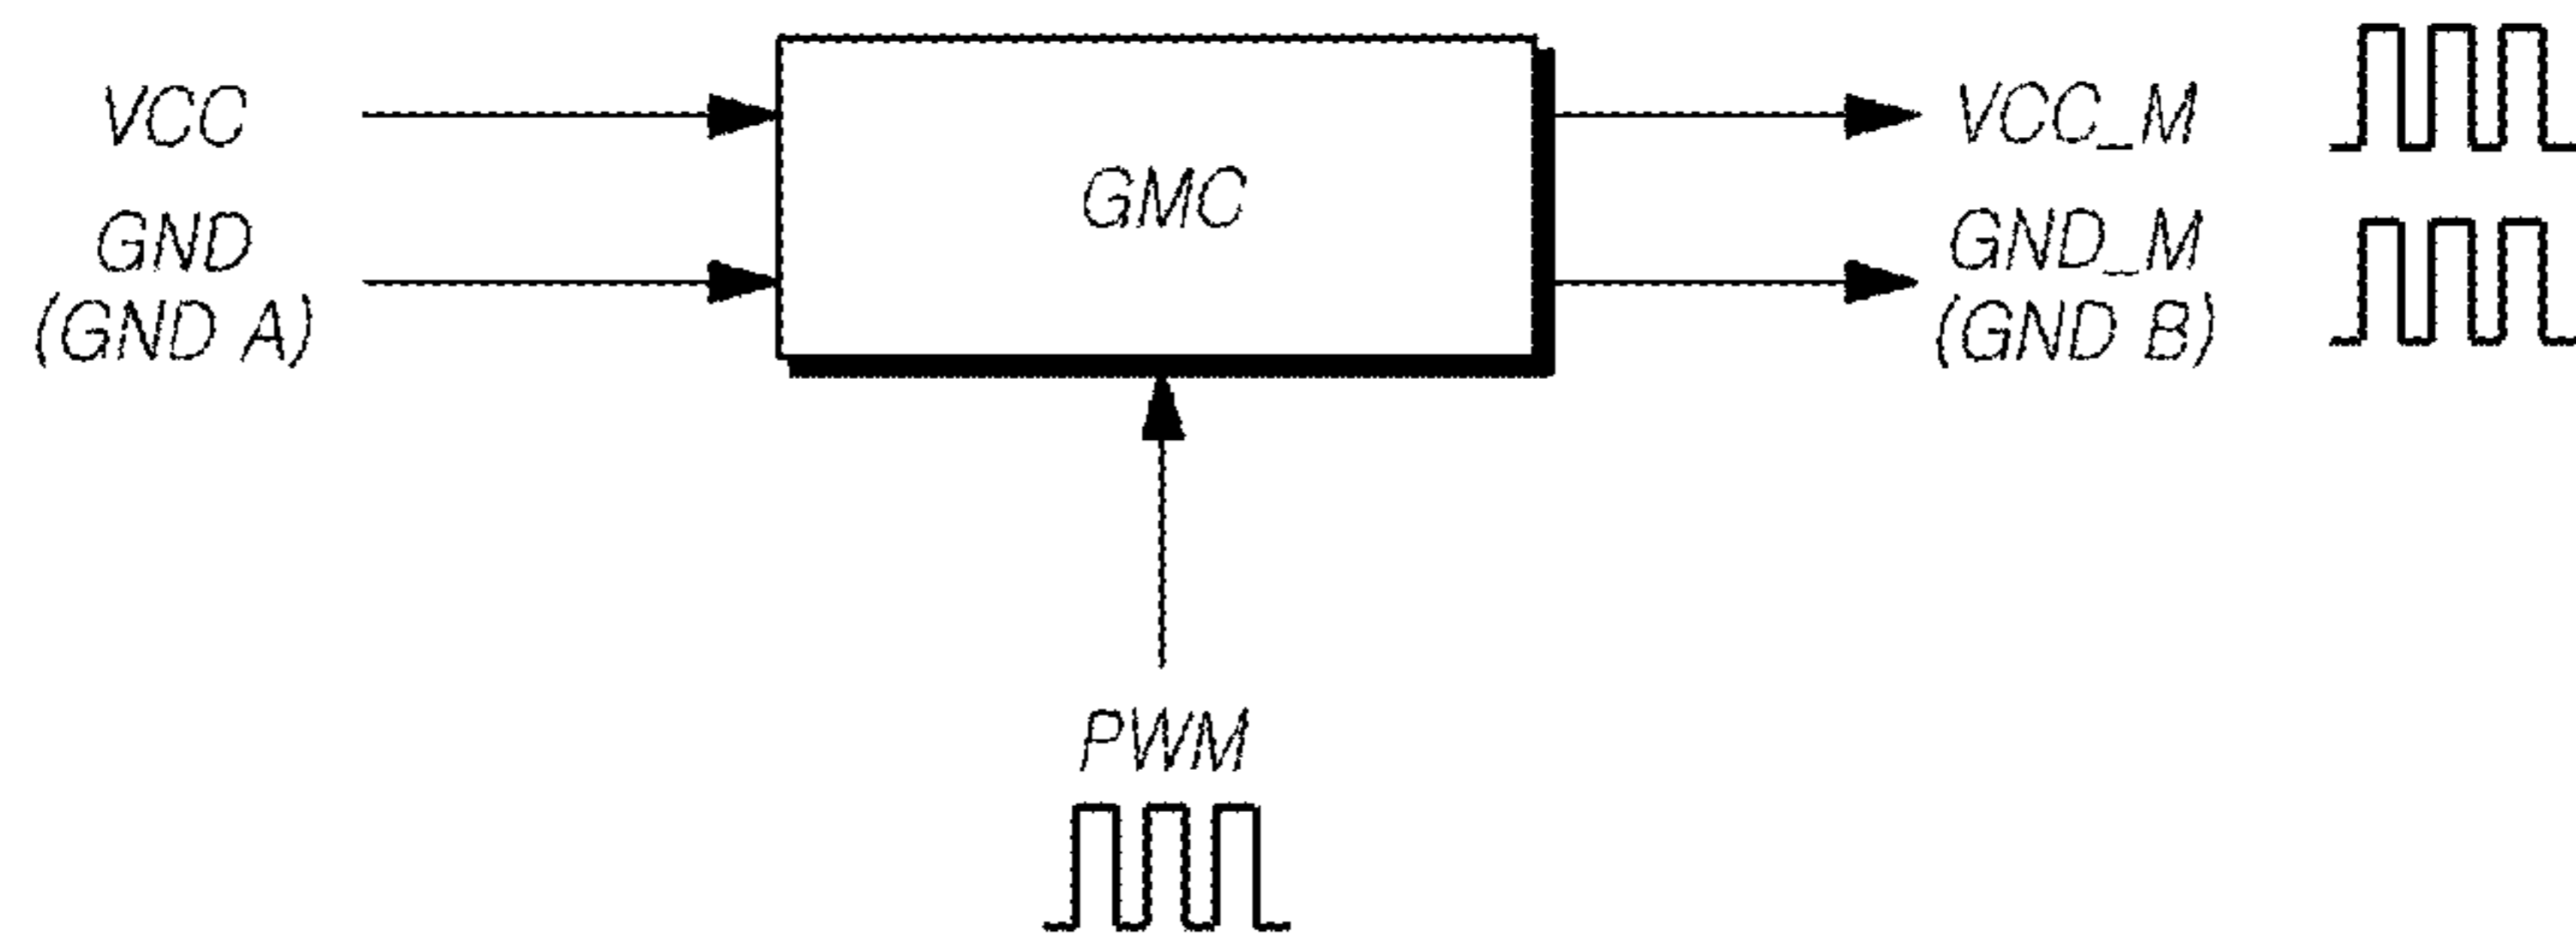 VCC
GND
(GND A)
GMC
VCC_M
GND_M
(GND B)
PWM